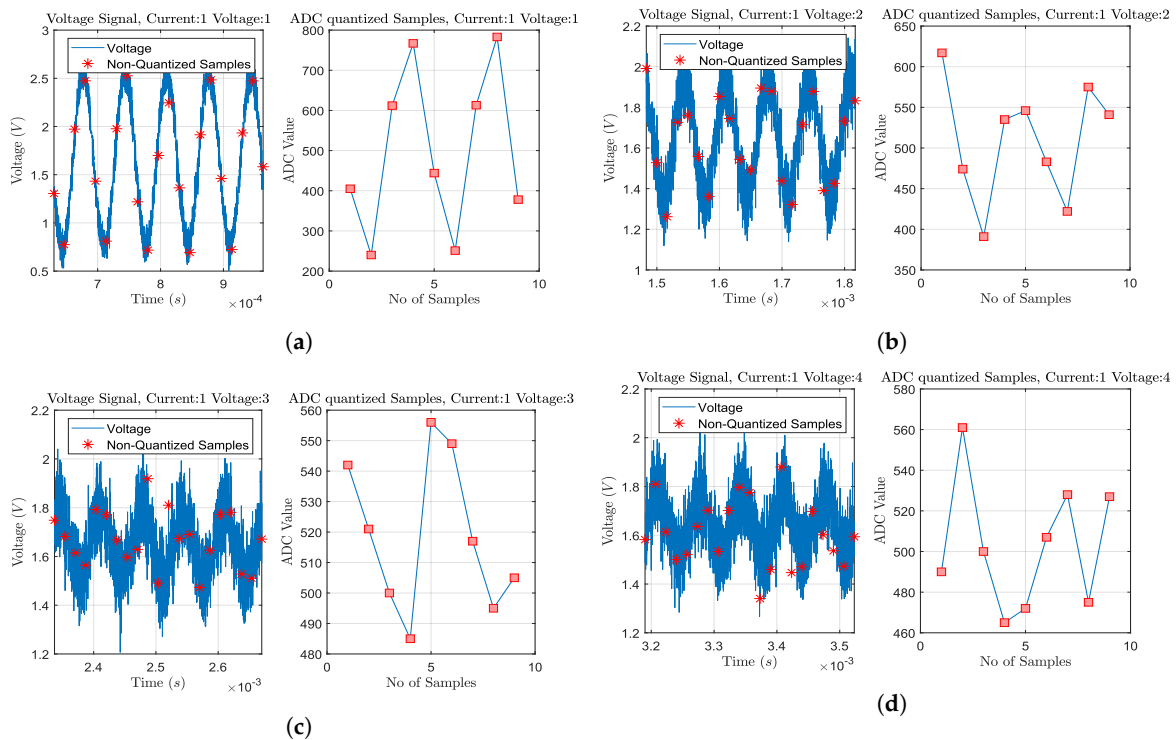 Voltage Signal, Current:1 Voltage:1
Voltage
Non-Quantized Samples
Voltage (V)
3
2.5
2
1.5
1
0.5
7
8
9
Time (s)
×10⁻⁴
ADC quantized Samples, Current:1 Voltage:1
ADC Value
800
700
600
500
400
300
200
0
5
10
No of Samples
(a)
Voltage Signal, Current:1 Voltage:2
Voltage
Non-Quantized Samples
Voltage (V)
2.2
2
1.8
1.6
1.4
1.2
1
1.5
1.6
1.7
1.8
Time (s)
×10⁻³
ADC quantized Samples, Current:1 Voltage:2
ADC Value
650
600
550
500
450
400
350
0
5
10
No of Samples
(b)
Voltage Signal, Current:1 Voltage:3
Voltage
Non-Quantized Samples
Voltage (V)
2.2
2
1.8
1.6
1.4
1.2
2.4
2.5
2.6
Time (s)
×10⁻³
ADC quantized Samples, Current:1 Voltage:3
ADC Value
560
550
540
530
520
510
500
490
480
0
5
10
No of Samples
(c)
Voltage Signal, Current:1 Voltage:4
Voltage
Non-Quantized Samples
Voltage (V)
2.2
2
1.8
1.6
1.4
1.2
3.2
3.3
3.4
3.5
Time (s)
×10⁻³
ADC quantized Samples, Current:1 Voltage:4
ADC Value
580
560
540
520
500
480
460
0
5
10
No of Samples
(d)